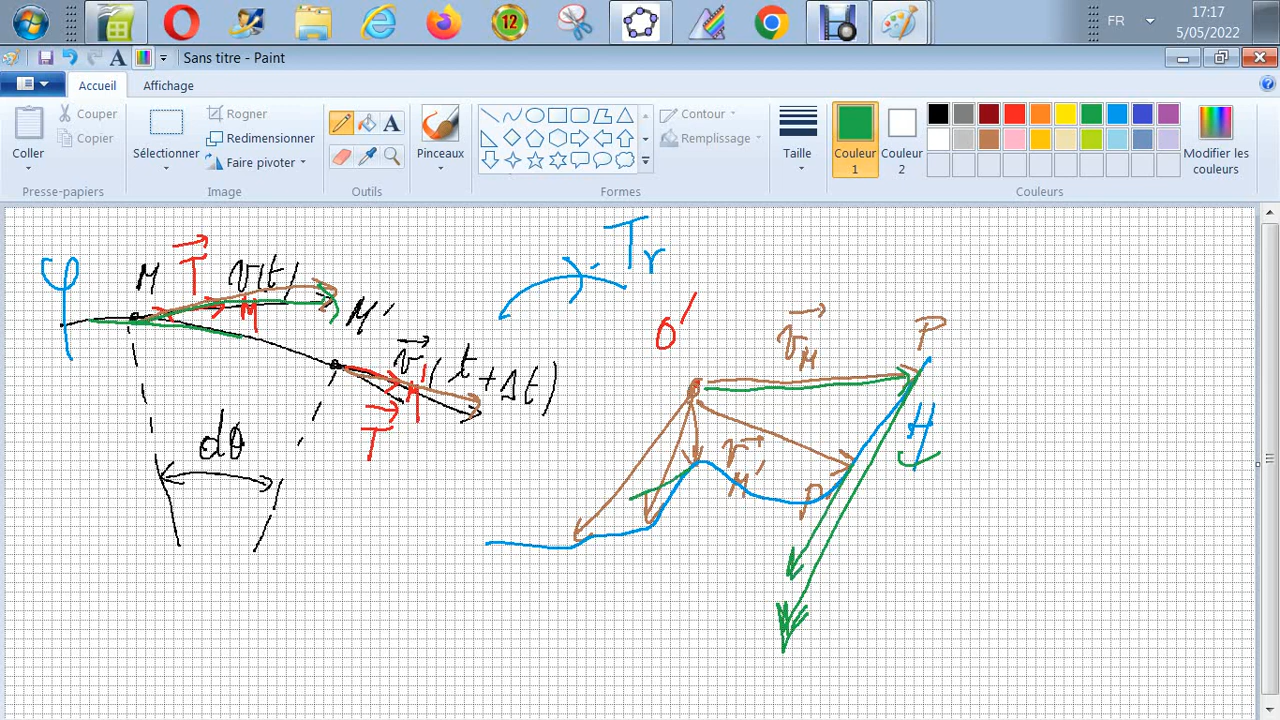 12
FR
17:17
5/05/2022
Sans titre - Paint
Accueil
Affichage
Coller
Couper
Copier
Presse-papiers
Sélectionner
Rogner
Redimensionner
Faire pivoter
Image
A
Outils
Pinceaux
Formes
Contour
Remplissage
Taille
Couleur 1
Couleur 2
Modifier les couleurs
Couleurs
φ
M
T
v(t)
M
M'
v(t+Δt)
M'
T
dθ
Tr
O'
v M
P
v M'
P
H